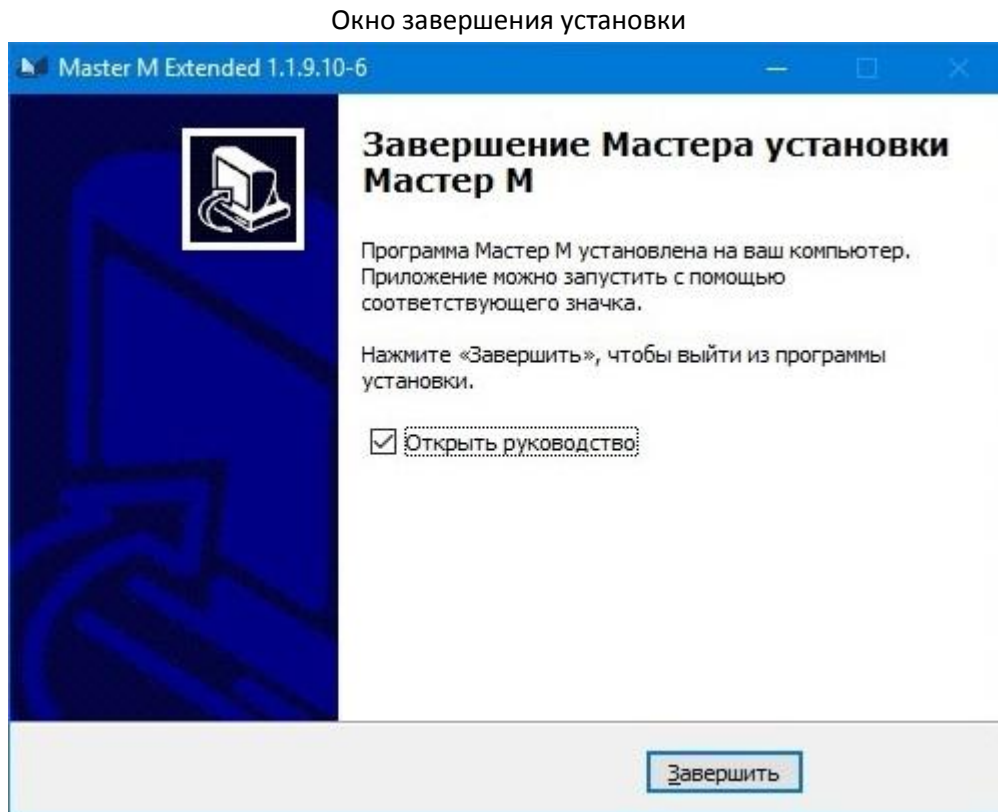 Окно завершения установки
Master M Extended 1.1.9.10-6
Завершение Мастера установки
Мастер М
Программа Мастер М установлена на ваш компьютер.
Приложение можно запустить с помощью
соответствующего значка.
Нажмите «Завершить», чтобы выйти из программы
установки.
Открыть руководство
Завершить